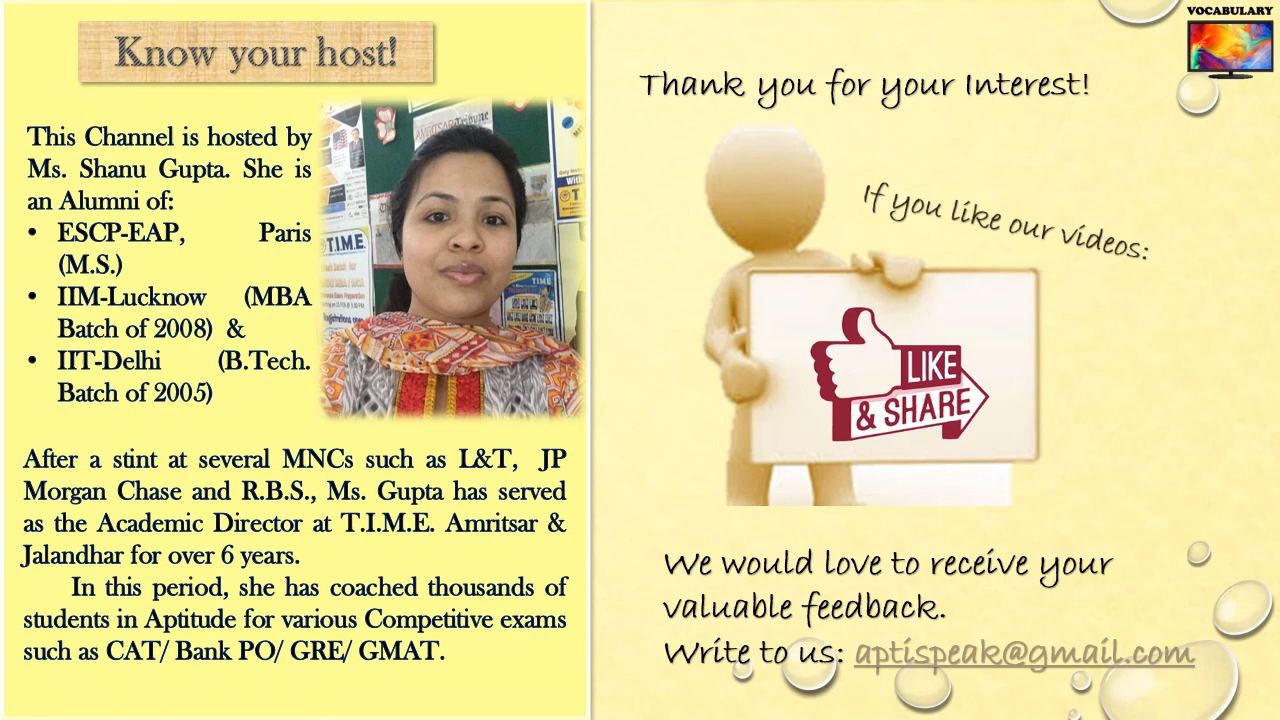 Know your host!
This Channel is hosted by
Ms. Shanu Gupta. She is
an Alumni of:
• ESCP-EAP, Paris
(M.S.)
• IIM-Lucknow (MBA
Batch of 2008) &
• IIT-Delhi (B.Tech.
Batch of 2005)
AMRITSAR Tribune
T.I.M.E.
TIME
After a stint at several MNCs such as L&T, JP
Morgan Chase and R.B.S., Ms. Gupta has served
as the Academic Director at T.I.M.E. Amritsar &
Jalandhar for over 6 years.
In this period, she has coached thousands of
students in Aptitude for various Competitive exams
such as CAT/ Bank PO/ GRE/ GMAT.
VOCABULARY
Thank you for your Interest!
If you like our videos:
LIKE
& SHARE
We would love to receive your
valuable feedback.
Write to us: aptispeak@gmail.com